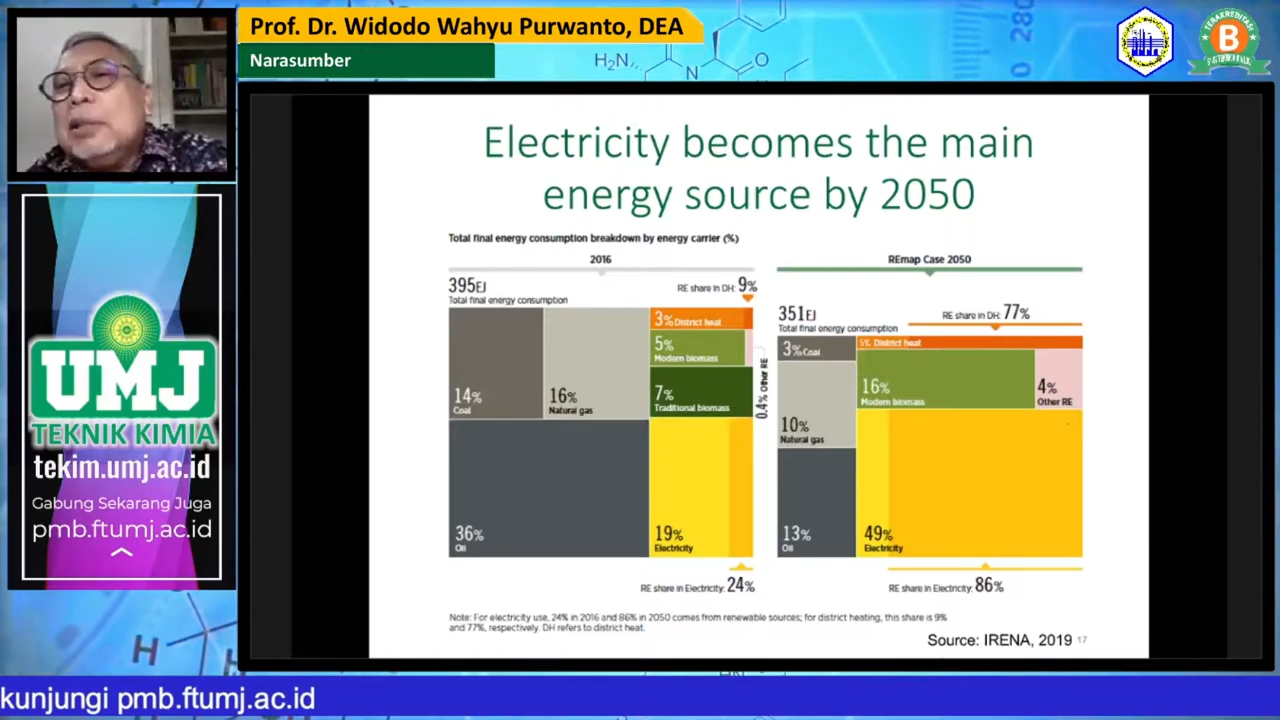 Prof. Dr. Widodo Wahyu Purwanto, DEA
Narasumber
H₂N
N
O
280
TERAKREDITASI
B
Electricity becomes the main
energy source by 2050
Total final energy consumption breakdown by energy carrier (%)
2016
395EJ
Total final energy consumption
RE share in DH: 9%
3% District heat
5%
Modern biomass
7%
Traditional biomass
0.4% Other RE
14%
Coal
16%
Natural gas
36%
Oil
19%
Electricity
RE share in Electricity: 24%
REmap Case 2050
351EJ
Total final energy consumption
RE share in DH: 77%
3% Coal
5% District heat
16%
Modern biomass
4%
Other RE
10%
Natural gas
13%
Oil
49%
Electricity
RE share in Electricity: 86%
Note: For electricity use, 24% in 2016 and 86% in 2050 comes from renewable sources; for district heating, this share is 9%
and 77%, respectively. DH refers to district heat.
Source: IRENA, 2019 17
UMJ
TEKNIK KIMIA
tekim.umj.ac.id
Gabung Sekarang Juga
pmb.ftumj.ac.id
H
HN
kunjungi pmb.ftumj.ac.id